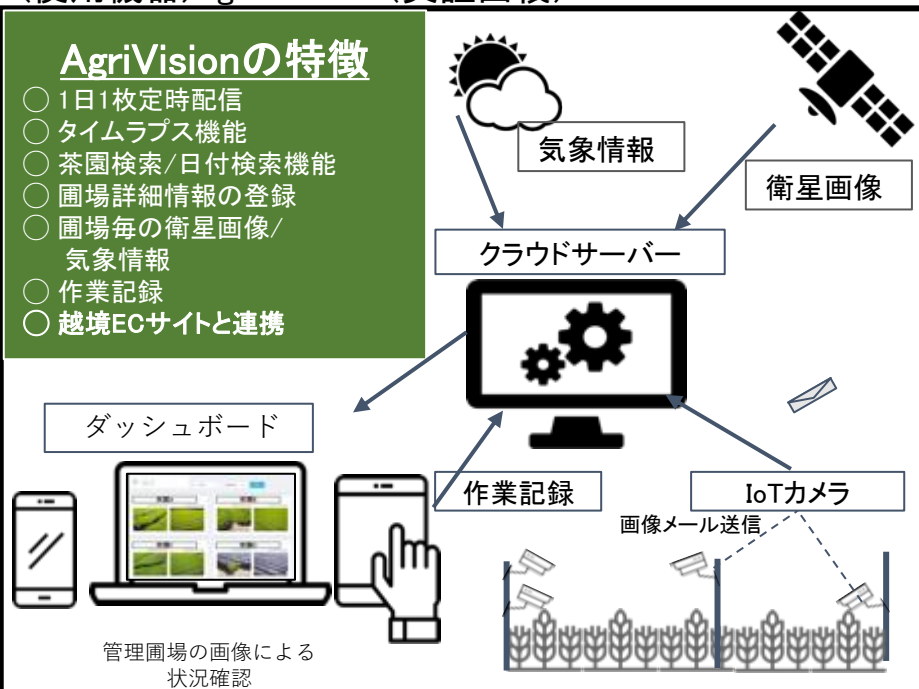 AgriVisionの特徴
○ 1日1枚定時配信
○ タイムラプス機能
○ 茶園検索/日付検索機能
○ 圃場詳細情報の登録
○ 圃場毎の衛星画像/
気象情報
○ 作業記録
○ 越境ECサイトと連携
気象情報
衛星画像
クラウドサーバー
ダッシュボード
作業記録
IoTカメラ
画像メール送信
管理圃場の画像による
状況確認